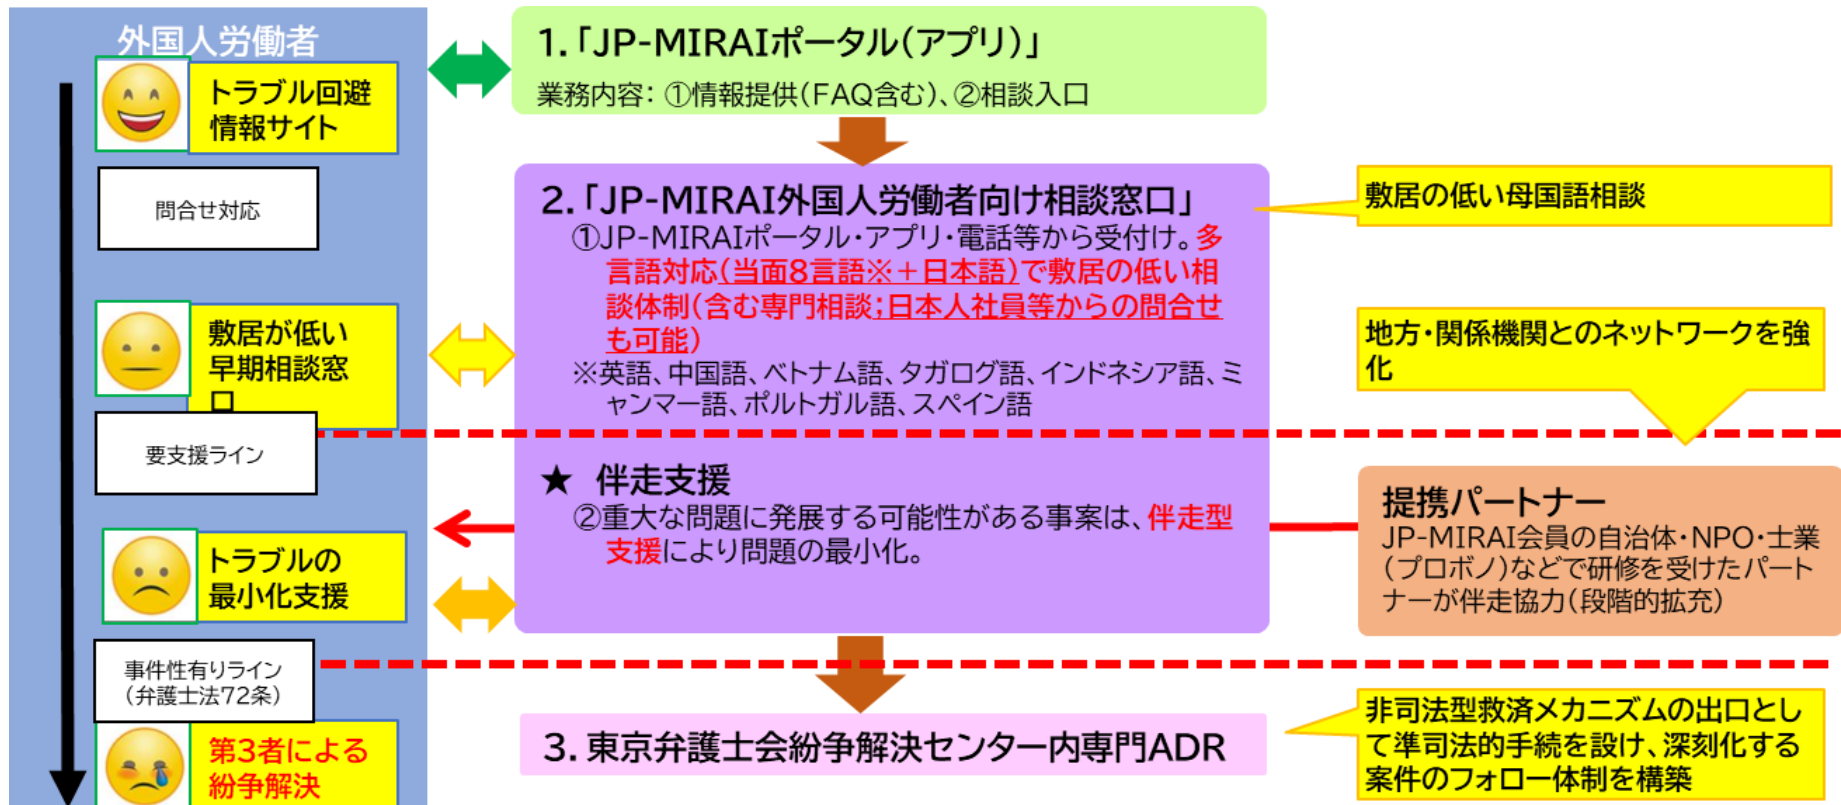 外国人労働者
トラブル回避
情報サイト
問合せ対応
敷居が低い
早期相談窓
口
要支援ライン
トラブルの
最小化支援
事件性有りライン
(弁護士法72条)
第3者による
紛争解決
1.「JP-MIRAIポータル(アプリ)」
業務内容: ①情報提供(FAQ含む)、②相談入口
2.「JP-MIRAI外国人労働者向け相談窓口」
①JP-MIRAIポータル・アプリ・電話等から受付け。多
言語対応(当面8言語※+日本語)で敷居の低い相
談体制(含む専門相談;日本人社員等からの問合せ
も可能)
※英語、中国語、ベトナム語、タガログ語、インドネシア語、ミ
ャンマー語、ポルトガル語、スペイン語
★ 伴走支援
②重大な問題に発展する可能性がある事案は、伴走型
支援により問題の最小化。
3. 東京弁護士会紛争解決センター内専門ADR
敷居の低い母国語相談
地方・関係機関とのネットワークを強
化
提携パートナー
JP-MIRAI会員の自治体・NPO・士業
(プロボノ)などで研修を受けたパート
ナーが伴走協力(段階的拡充)
非司法型救済メカニズムの出口とし
て準司法的手続を設け、深刻化する
案件のフォロー体制を構築